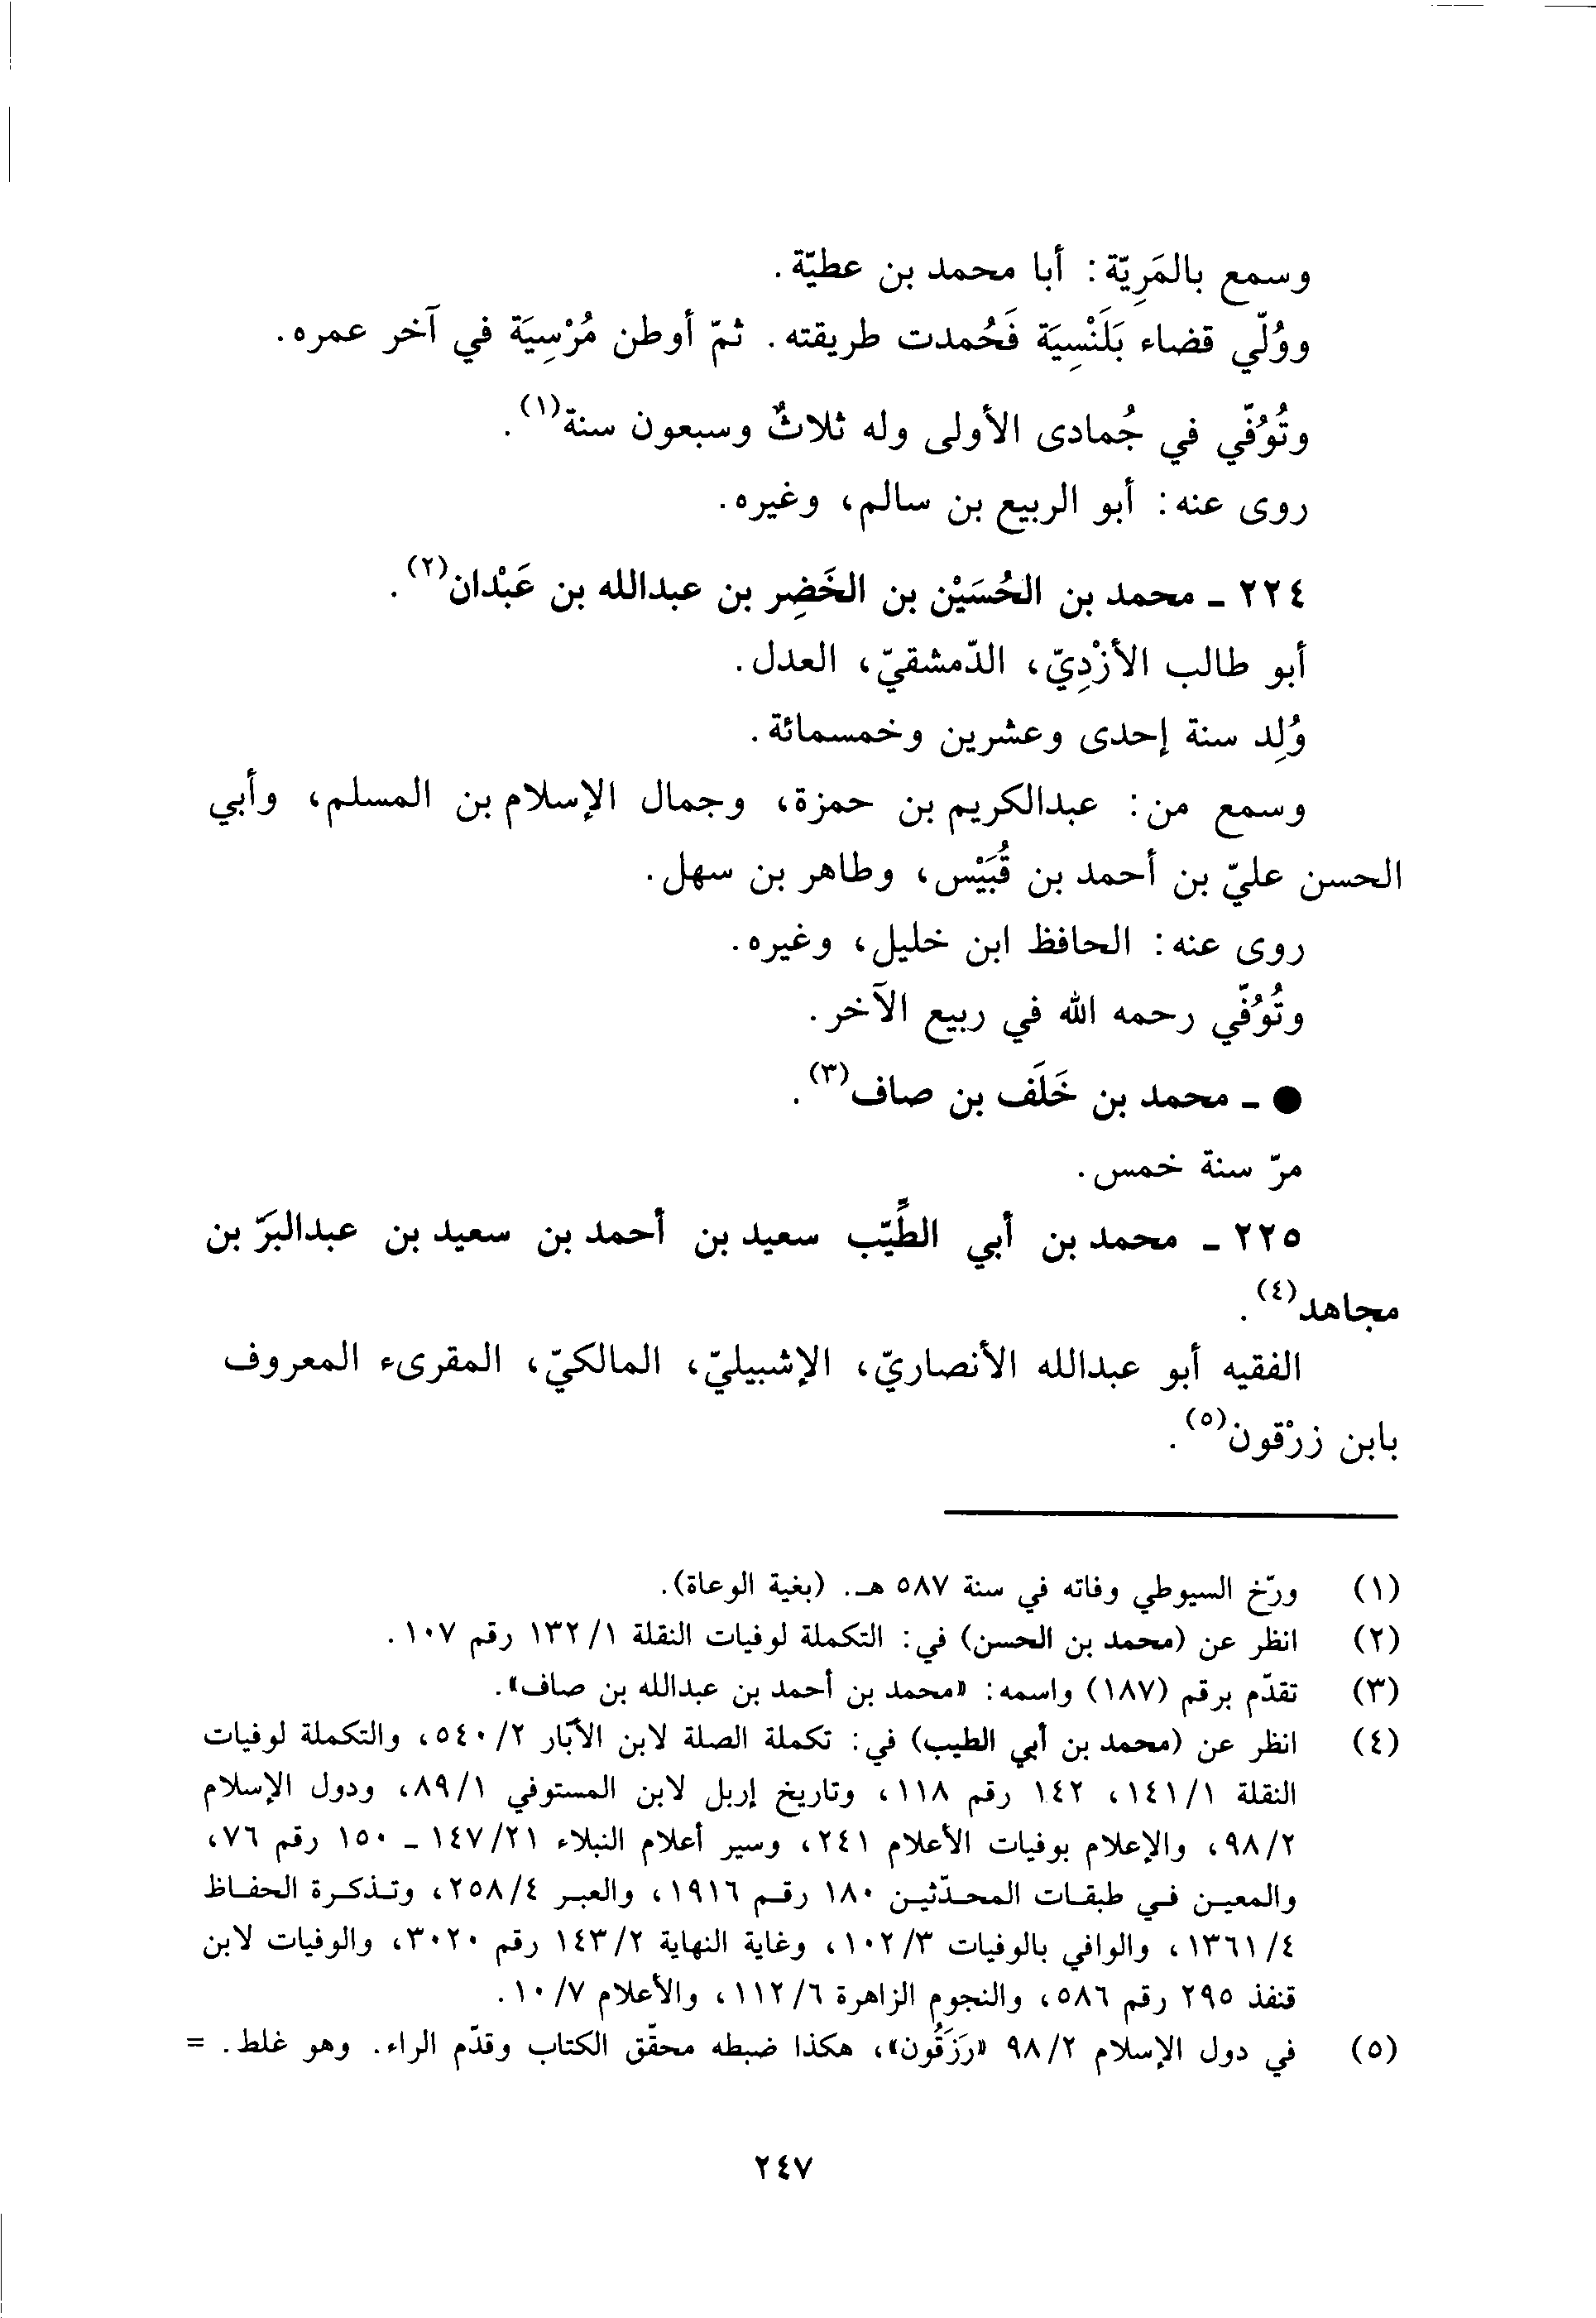 وسمع بالمَرِيّة: أبا محمد بن عطيّة.
ووُلّي قضاء بَلَنْسِيَة فَحُمدت طريقته. ثمّ أوطن مُرْسِيَة في آخر عمره.
وتُوُفّي في جُمادى الأولى وله ثلاثٌ وسبعون سنة(١).
روى عنه: أبو الربيع بن سالم، وغيره.
٢٢٤ - محمد بن الحُسَيْن بن الخَضِر بن عبدالله بن عَبْدان(٢).
أبو طالب الأزْدِيّ، الدّمشقيّ، العدل.
وُلِد سنة إحدى وعشرين وخمسمائة.
وسمع من: عبدالكريم بن حمزة، وجمال الإسلام بن المسلم، وأبي
الحسن عليّ بن أحمد بن قُبَيْس، وطاهر بن سهل.
روى عنه: الحافظ ابن خليل، وغيره.
وتُوُفّي رحمه الله في ربيع الآخر.
● - محمد بن خَلَف بن صاف(٣).
مرّ سنة خمس.
٢٢٥ - محمد بن أبي الطَّيّب سعيد بن أحمد بن سعيد بن عبدالبَرّ بن
مجاهد(٤).
الفقيه أبو عبدالله الأنصاريّ، الإشبيليّ، المالكيّ، المقرىء المعروف
بابن زرْقون(٥).
(١) ورّخ السيوطي وفاته في سنة ٥٨٧ هـ. (بغية الوعاة).
(٢) انظر عن (محمد بن الحسن) في: التكملة لوفيات النقلة ١/١٣٢ رقم ١٠٧.
(٣) تقدّم برقم (١٨٧) واسمه: «محمد بن أحمد بن عبدالله بن صاف».
(٤) انظر عن (محمد بن أبي الطيب) في: تكملة الصلة لابن الأبّار ٢/٥٤٠، والتكملة لوفيات
النقلة ١/١٤١، ١٤٢ رقم ١١٨، وتاريخ إربل لابن المستوفي ١/٨٩، ودول الإسلام
٢/٩٨، والإعلام بوفيات الأعلام ٢٤١، وسير أعلام النبلاء ٢١/١٤٧ - ١٥٠ رقم ٧٦،
والمعيـن فـي طبقـات المحـدّثيـن ١٨٠ رقـم ١٩١٦، والعبـر ٤/٢٥٨، وتـذكـرة الحفـاظ
٤/١٣٦١، والوافي بالوفيات ٣/١٠٢، وغاية النهاية ٢/١٤٣ رقم ٣٠٢٠، والوفيات لابن
قنفذ ٢٩٥ رقم ٥٨٦، والنجوم الزاهرة ٦/١١٢، والأعلام ٧/١٠.
(٥) في دول الإسلام ٢/٩٨ «رَزَقُون»، هكذا ضبطه محقّق الكتاب وقدّم الراء. وهو غلط. =
٢٤٧